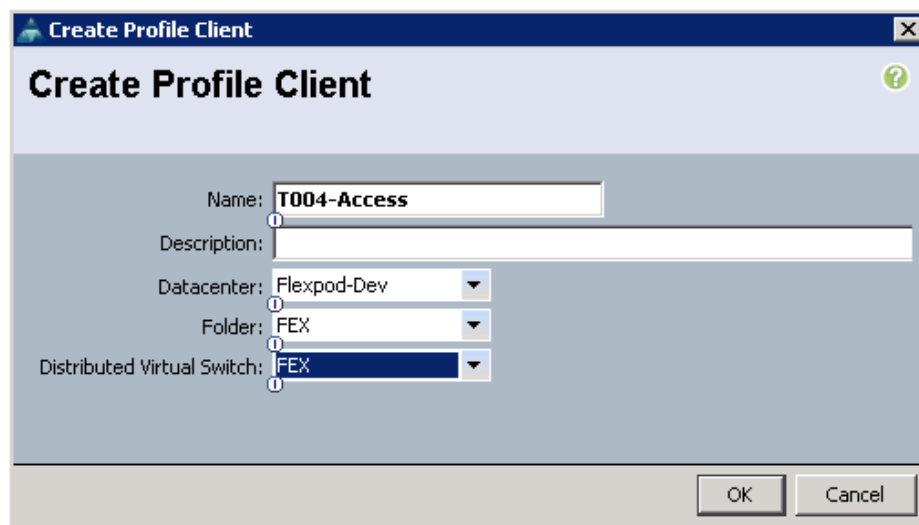 Create Profile Client
Create Profile Client
Name: T004-Access
Description:
Datacenter: Flexpod-Dev
Folder: FEX
Distributed Virtual Switch: FEX
OK Cancel